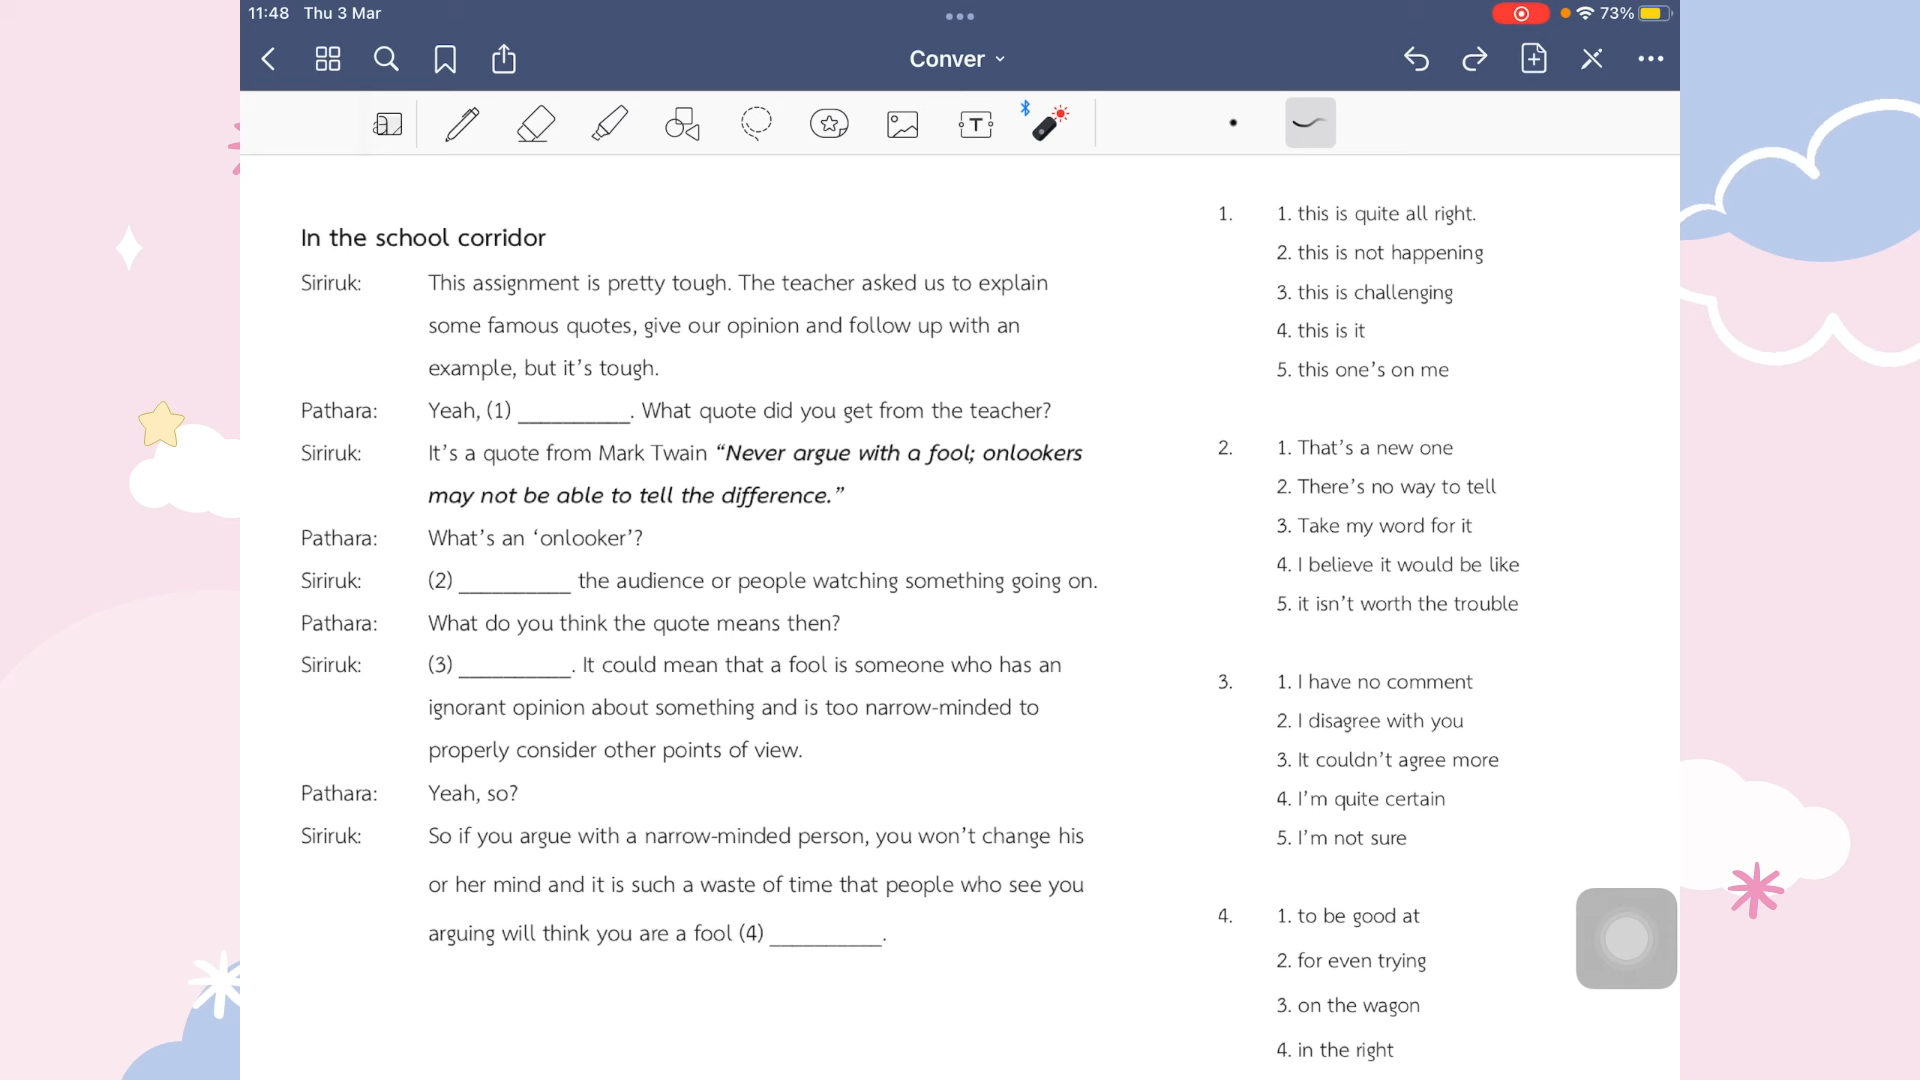 11:48 Thu 3 Mar
73%
Conver
In the school corridor
Siriruk: This assignment is pretty tough. The teacher asked us to explain
some famous quotes, give our opinion and follow up with an
example, but it's tough.
Pathara: Yeah, (1) __________. What quote did you get from the teacher?
Siriruk: It's a quote from Mark Twain “Never argue with a fool; onlookers
may not be able to tell the difference.”
Pathara: What's an ‘onlooker’?
Siriruk: (2) __________ the audience or people watching something going on.
Pathara: What do you think the quote means then?
Siriruk: (3) __________. It could mean that a fool is someone who has an
ignorant opinion about something and is too narrow-minded to
properly consider other points of view.
Pathara: Yeah, so?
Siriruk: So if you argue with a narrow-minded person, you won't change his
or her mind and it is such a waste of time that people who see you
arguing will think you are a fool (4) __________.
1. 1. this is quite all right.
2. this is not happening
3. this is challenging
4. this is it
5. this one's on me
2. 1. That's a new one
2. There's no way to tell
3. Take my word for it
4. I believe it would be like
5. it isn't worth the trouble
3. 1. I have no comment
2. I disagree with you
3. It couldn't agree more
4. I'm quite certain
5. I'm not sure
4. 1. to be good at
2. for even trying
3. on the wagon
4. in the right